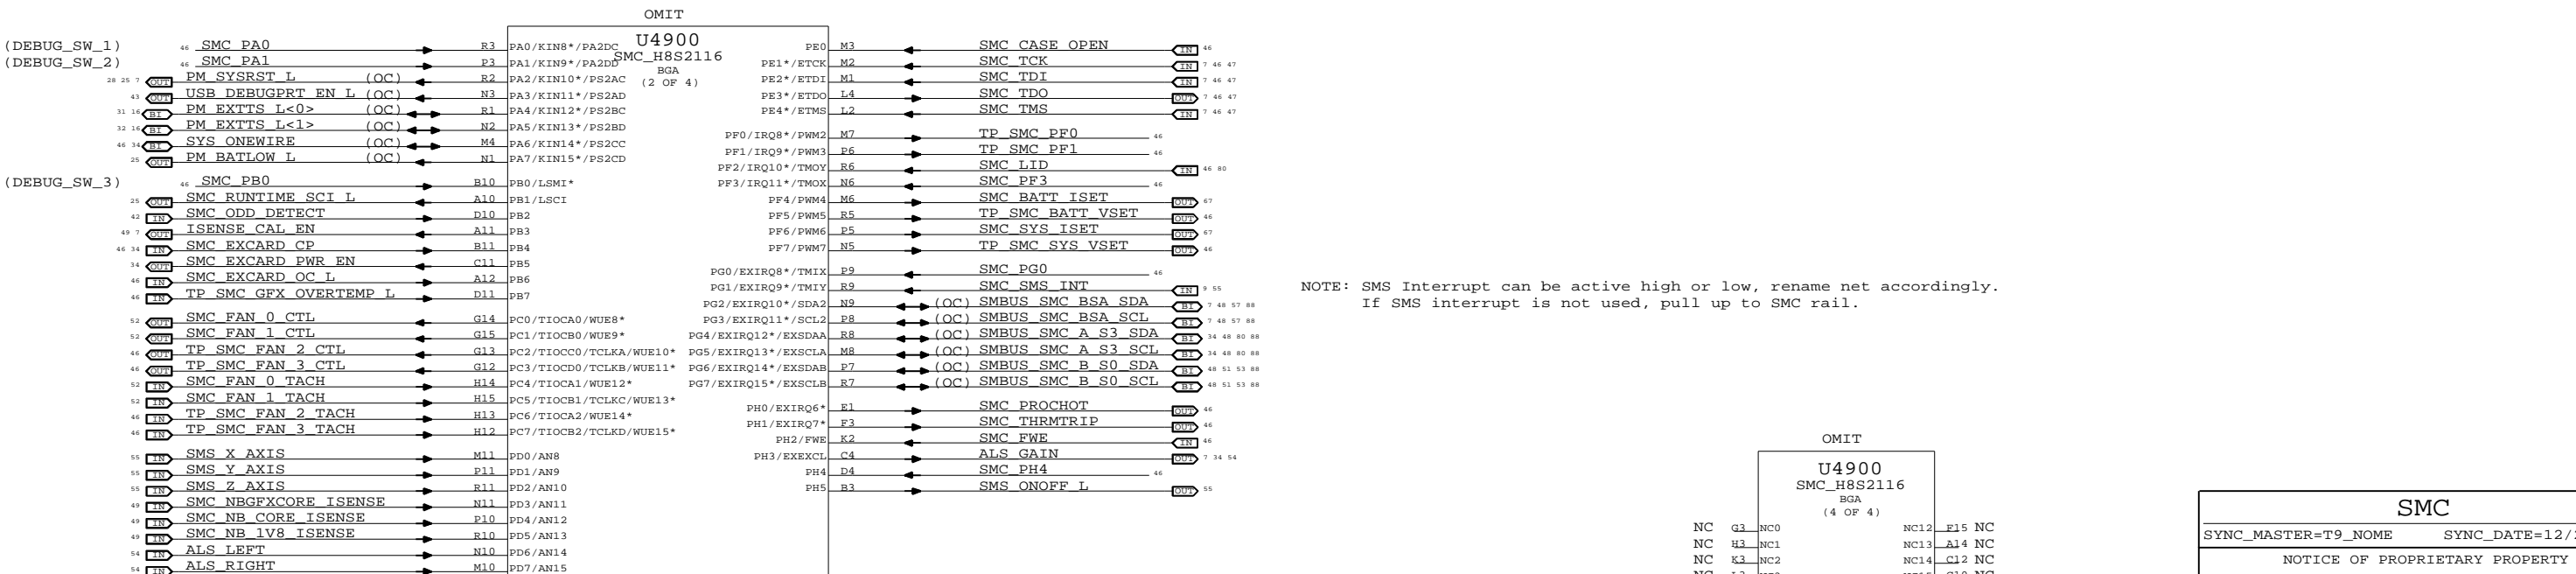 OMIT
U4900
SMC_H8S2116
BGA
(2 OF 4)
(DEBUG_SW_1) 46 SMC_PA0 R3 PA0/KIN8*/PA2DC
(DEBUG_SW_2) 46 SMC_PA1 P3 PA1/KIN9*/PA2DD
28 25 7 OUT PM_SYSRST_L (OC) R2 PA2/KIN10*/PS2AC
43 OUT USB_DEBUGPRT_EN_L (OC) N3 PA3/KIN11*/PS2AD
31 16 BI PM_EXTTS_L<0> (OC) R1 PA4/KIN12*/PS2BC
32 16 BI PM_EXTTS_L<1> (OC) N2 PA5/KIN13*/PS2BD
46 34 BI SYS_ONEWIRE (OC) M4 PA6/KIN14*/PS2CC
25 OUT PM_BATLOW_L (OC) N1 PA7/KIN15*/PS2CD
(DEBUG_SW_3) 46 SMC_PB0 B10 PB0/LSMI*
25 OUT SMC_RUNTIME_SCI_L A10 PB1/LSCI
42 IN SMC_ODD_DETECT D10 PB2
49 7 OUT ISENSE_CAL_EN A11 PB3
46 34 IN SMC_EXCARD_CP B11 PB4
34 OUT SMC_EXCARD_PWR_EN C11 PB5
46 IN SMC_EXCARD_OC_L A12 PB6
46 IN TP_SMC_GFX_OVERTEMP_L D11 PB7
52 OUT SMC_FAN_0_CTL G14 PC0/TIOCA0/WUE8*
52 OUT SMC_FAN_1_CTL G15 PC1/TIOCB0/WUE9*
46 OUT TP_SMC_FAN_2_CTL G13 PC2/TIOCC0/TCLKA/WUE10*
46 OUT TP_SMC_FAN_3_CTL G12 PC3/TIOCD0/TCLKB/WUE11*
52 IN SMC_FAN_0_TACH H14 PC4/TIOCA1/WUE12*
52 IN SMC_FAN_1_TACH H15 PC5/TIOCB1/TCLKC/WUE13*
46 IN TP_SMC_FAN_2_TACH H13 PC6/TIOCA2/WUE14*
46 IN TP_SMC_FAN_3_TACH H12 PC7/TIOCB2/TCLKD/WUE15*
55 IN SMS_X_AXIS M11 PD0/AN8
55 IN SMS_Y_AXIS P11 PD1/AN9
55 IN SMS_Z_AXIS R11 PD2/AN10
49 IN SMC_NBGFXCORE_ISENSE N11 PD3/AN11
49 IN SMC_NB_CORE_ISENSE P10 PD4/AN12
49 IN SMC_NB_1V8_ISENSE R10 PD5/AN13
54 IN ALS_LEFT N10 PD6/AN14
54 IN ALS_RIGHT M10 PD7/AN15
PE0 M3 SMC_CASE_OPEN IN 46
PE1*/ETCK M2 SMC_TCK IN 7 46 47
PE2*/ETDI M1 SMC_TDI IN 7 46 47
PE3*/ETDO L4 SMC_TDO OUT 7 46 47
PE4*/ETMS L2 SMC_TMS IN 7 46 47
PF0/IRQ8*/PWM2 M7 TP_SMC_PF0 46
PF1/IRQ9*/PWM3 P6 TP_SMC_PF1 46
PF2/IRQ10*/TMOY R6 SMC_LID IN 46 80
PF3/IRQ11*/TMOX N6 SMC_PF3 46
PF4/PWM4 M6 SMC_BATT_ISET OUT 67
PF5/PWM5 R5 TP_SMC_BATT_VSET OUT 46
PF6/PWM6 P5 SMC_SYS_ISET OUT 67
PF7/PWM7 N5 TP_SMC_SYS_VSET OUT 46
PG0/EXIRQ8*/TMIX P9 SMC_PG0 46
PG1/EXIRQ9*/TMIY R9 SMC_SMS_INT IN 9 55
PG2/EXIRQ10*/SDA2 N9 (OC) SMBUS_SMC_BSA_SDA BI 7 48 57 88
PG3/EXIRQ11*/SCL2 P8 (OC) SMBUS_SMC_BSA_SCL BI 7 48 57 88
PG4/EXIRQ12*/EXSDAA R8 (OC) SMBUS_SMC_A_S3_SDA BI 34 48 80 88
PG5/EXIRQ13*/EXSCLA M8 (OC) SMBUS_SMC_A_S3_SCL BI 34 48 80 88
PG6/EXIRQ14*/EXSDAB P7 (OC) SMBUS_SMC_B_S0_SDA BI 48 51 53 88
PG7/EXIRQ15*/EXSCLB R7 (OC) SMBUS_SMC_B_S0_SCL BI 48 51 53 88
PH0/EXIRQ6* E1 SMC_PROCHOT OUT 46
PH1/EXIRQ7* F3 SMC_THRMTRIP OUT 46
PH2/FWE K2 SMC_FWE IN 46
PH3/EXEXCL C4 ALS_GAIN OUT 7 34 54
PH4 D4 SMC_PH4 46
PH5 B3 SMS_ONOFF_L OUT 55
NOTE: SMS Interrupt can be active high or low, rename net accordingly.
If SMS interrupt is not used, pull up to SMC rail.
OMIT
U4900
SMC_H8S2116
BGA
(4 OF 4)
NC G3 NC0 NC12 F15 NC
NC H3 NC1 NC13 A14 NC
NC K3 NC2 NC14 C12 NC
SMC
SYNC_MASTER=T9_NOME SYNC_DATE=12/
NOTICE OF PROPRIETARY PROPERTY